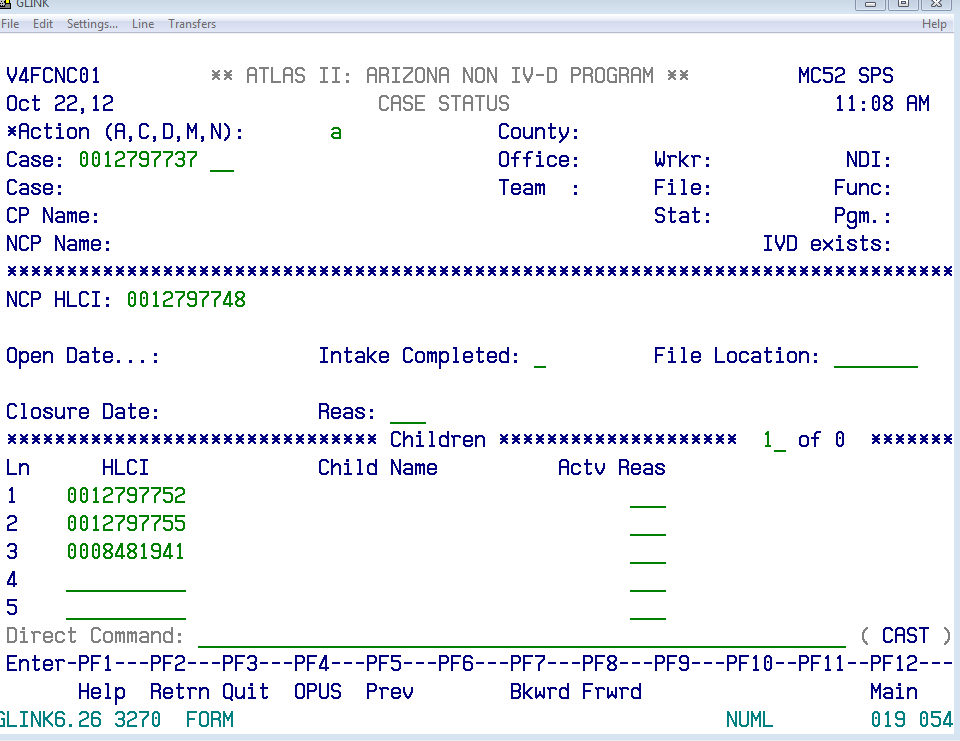 GLINK
File Edit Settings... Line Transfers Help
V4FCNC01 ** ATLAS II: ARIZONA NON IV-D PROGRAM ** MC52 SPS
Oct 22,12 CASE STATUS 11:08 AM
*Action (A,C,D,M,N): a County:
Case: 0012797737 __ Office: Wrkr: NDI:
Case: Team : File: Func:
CP Name: Stat: Pgm.:
NCP Name: IVD exists:
*******************************************************************************
NCP HLCI: 0012797748
Open Date...: Intake Completed: _ File Location: _______
Closure Date: Reas: ___
******************************* Children ******************** 1_ of 0 *******
Ln HLCI Child Name Actv Reas
1 0012797752 ___
2 0012797755 ___
3 0008481941 ___
4 __________ ___
5 __________ ___
Direct Command: ______________________________________________________ ( CAST )
Enter-PF1---PF2---PF3---PF4---PF5---PF6---PF7---PF8---PF9---PF10--PF11--PF12---
Help Retrn Quit OPUS Prev Bkwrd Frwrd Main
GLINK6.26 3270 FORM NUML 019 054